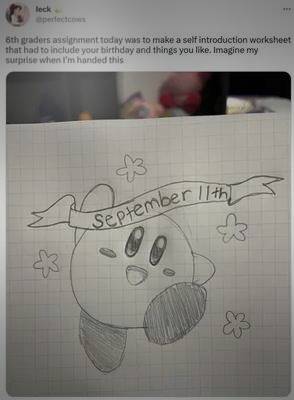 leck
@perfectcows
6th graders assignment today was to make a self introduction worksheet
that had to include your birthday and things you like. Imagine my
surprise when I'm handed this
September 11th